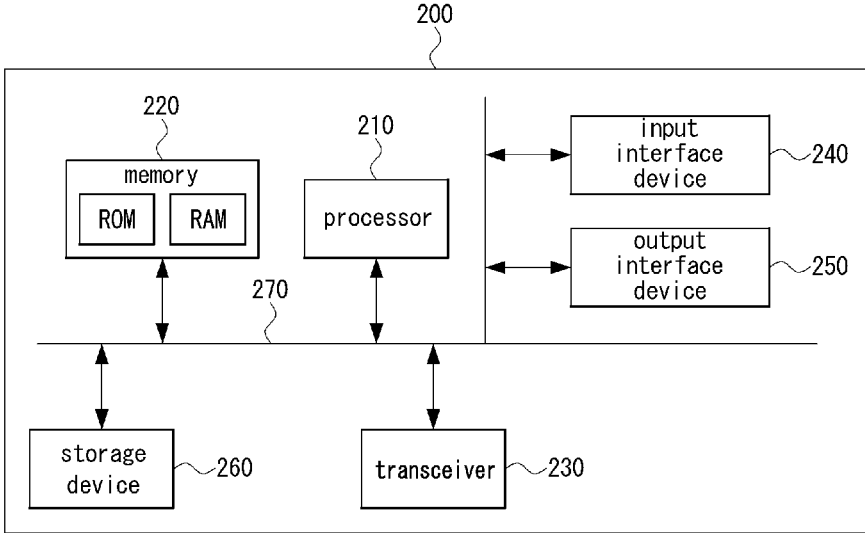 200
220
memory
ROM
RAM
210
processor
input
interface
device
240
output
interface
device
250
270
storage
device
260
transceiver
230